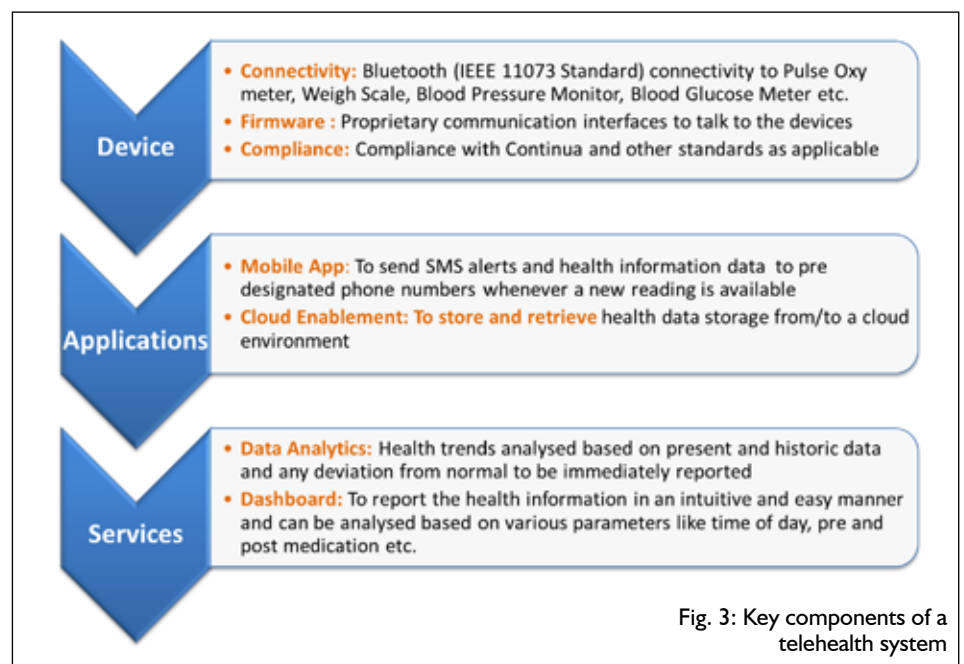 Device
• Connectivity: Bluetooth (IEEE 11073 Standard) connectivity to Pulse Oxy
meter, Weigh Scale, Blood Pressure Monitor, Blood Glucose Meter etc.
• Firmware : Proprietary communication interfaces to talk to the devices
• Compliance: Compliance with Continua and other standards as applicable
Applications
• Mobile App: To send SMS alerts and health information data to pre
designated phone numbers whenever a new reading is available
• Cloud Enablement: To store and retrieve health data storage from/to a cloud
environment
Services
• Data Analytics: Health trends analysed based on present and historic data
and any deviation from normal to be immediately reported
• Dashboard: To report the health information in an intuitive and easy manner
and can be analysed based on various parameters like time of day, pre and
post medication etc.
Fig. 3: Key components of a
telehealth system